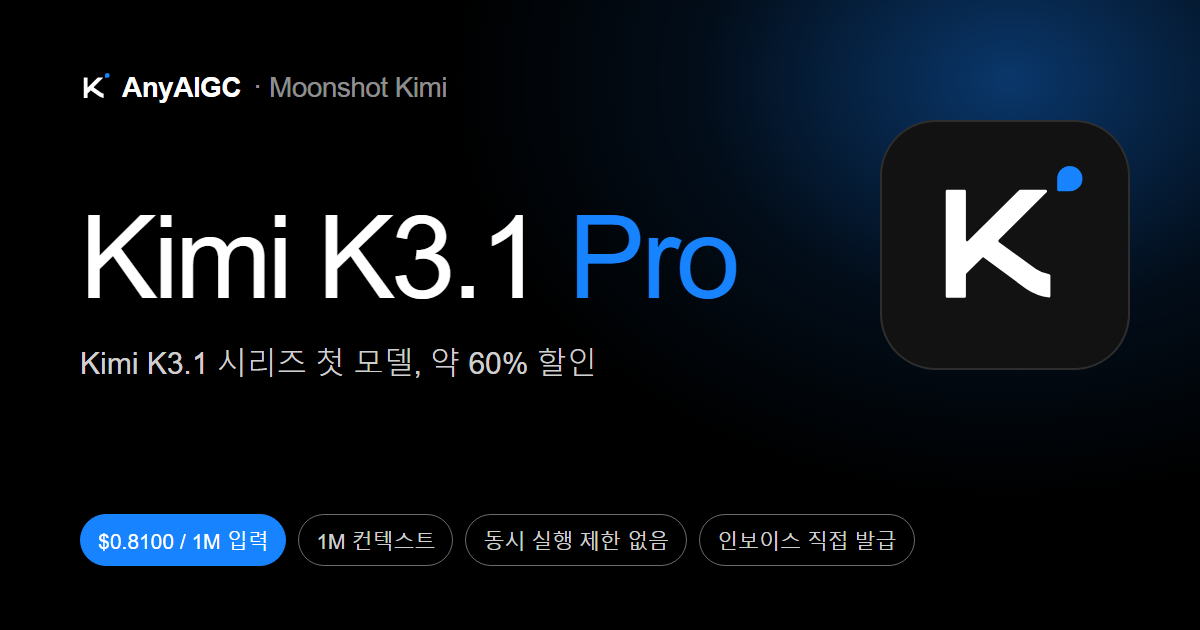 AnyAIGC · Moonshot Kimi
Kimi K3.1 Pro
Kimi K3.1 시리즈 첫 모델, 약 60% 할인
$0.8100 / 1M 입력
1M 컨텍스트
동시 실행 제한 없음
인보이스 직접 발급